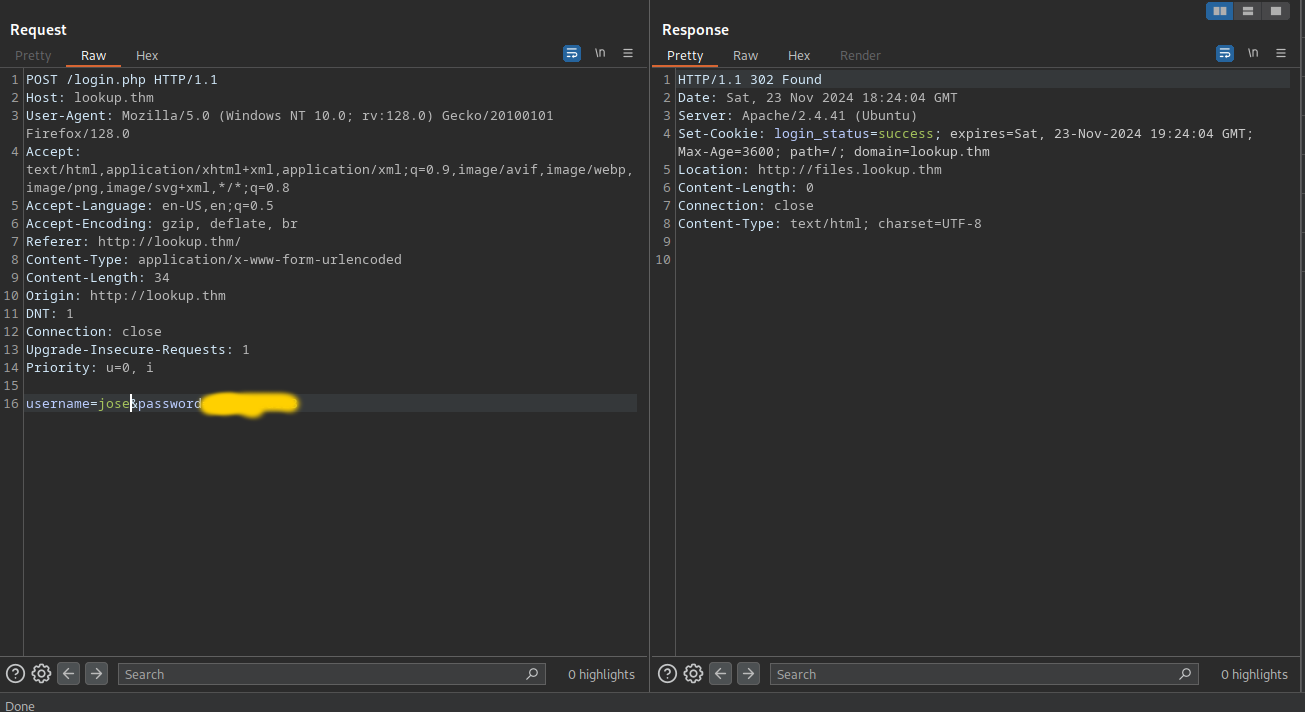 Request
Pretty Raw Hex \n
1 POST /login.php HTTP/1.1
2 Host: lookup.thm
3 User-Agent: Mozilla/5.0 (Windows NT 10.0; rv:128.0) Gecko/20100101
Firefox/128.0
4 Accept:
text/html,application/xhtml+xml,application/xml;q=0.9,image/avif,image/webp,
image/png,image/svg+xml,*/*;q=0.8
5 Accept-Language: en-US,en;q=0.5
6 Accept-Encoding: gzip, deflate, br
7 Referer: http://lookup.thm/
8 Content-Type: application/x-www-form-urlencoded
9 Content-Length: 34
10 Origin: http://lookup.thm
11 DNT: 1
12 Connection: close
13 Upgrade-Insecure-Requests: 1
14 Priority: u=0, i
15
16 username=jose&password
Search 0 highlights
Response
Pretty Raw Hex Render \n
1 HTTP/1.1 302 Found
2 Date: Sat, 23 Nov 2024 18:24:04 GMT
3 Server: Apache/2.4.41 (Ubuntu)
4 Set-Cookie: login_status=success; expires=Sat, 23-Nov-2024 19:24:04 GMT;
Max-Age=3600; path=/; domain=lookup.thm
5 Location: http://files.lookup.thm
6 Content-Length: 0
7 Connection: close
8 Content-Type: text/html; charset=UTF-8
9
10
Search 0 highlights
Done